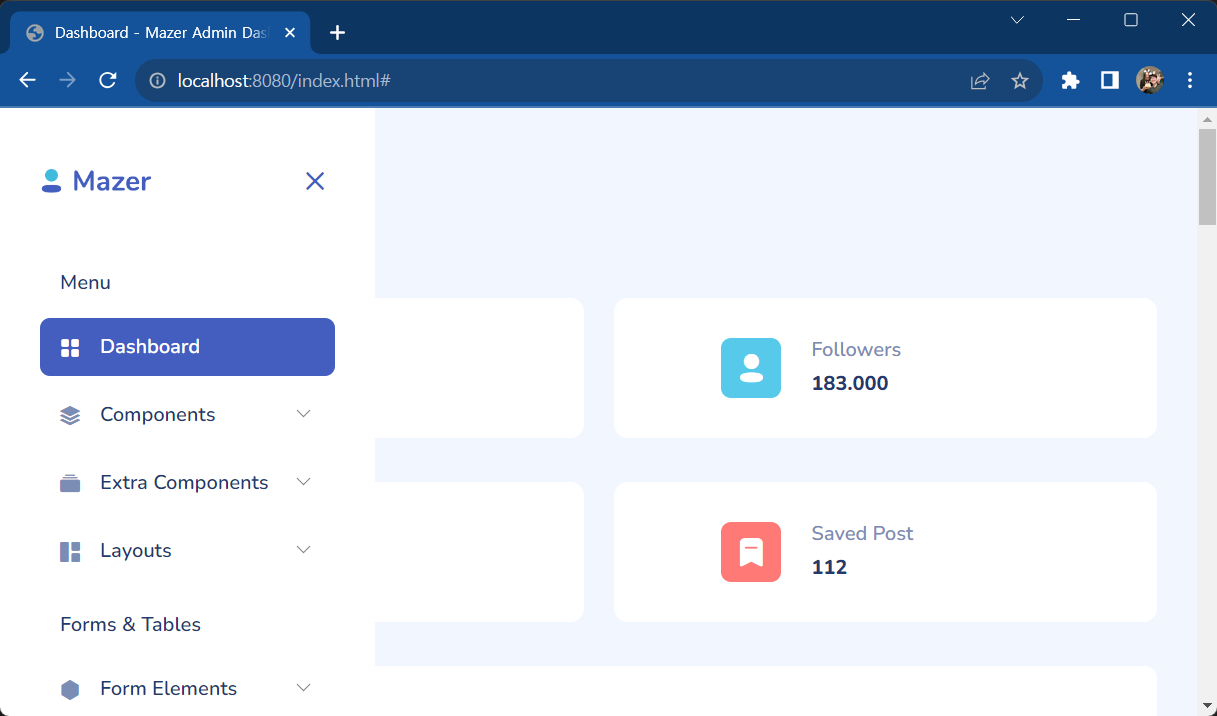 Dashboard - Mazer Admin Das
localhost:8080/index.html#
Mazer
Menu
Dashboard
Components
Extra Components
Layouts
Forms & Tables
Form Elements
Followers
183.000
Saved Post
112